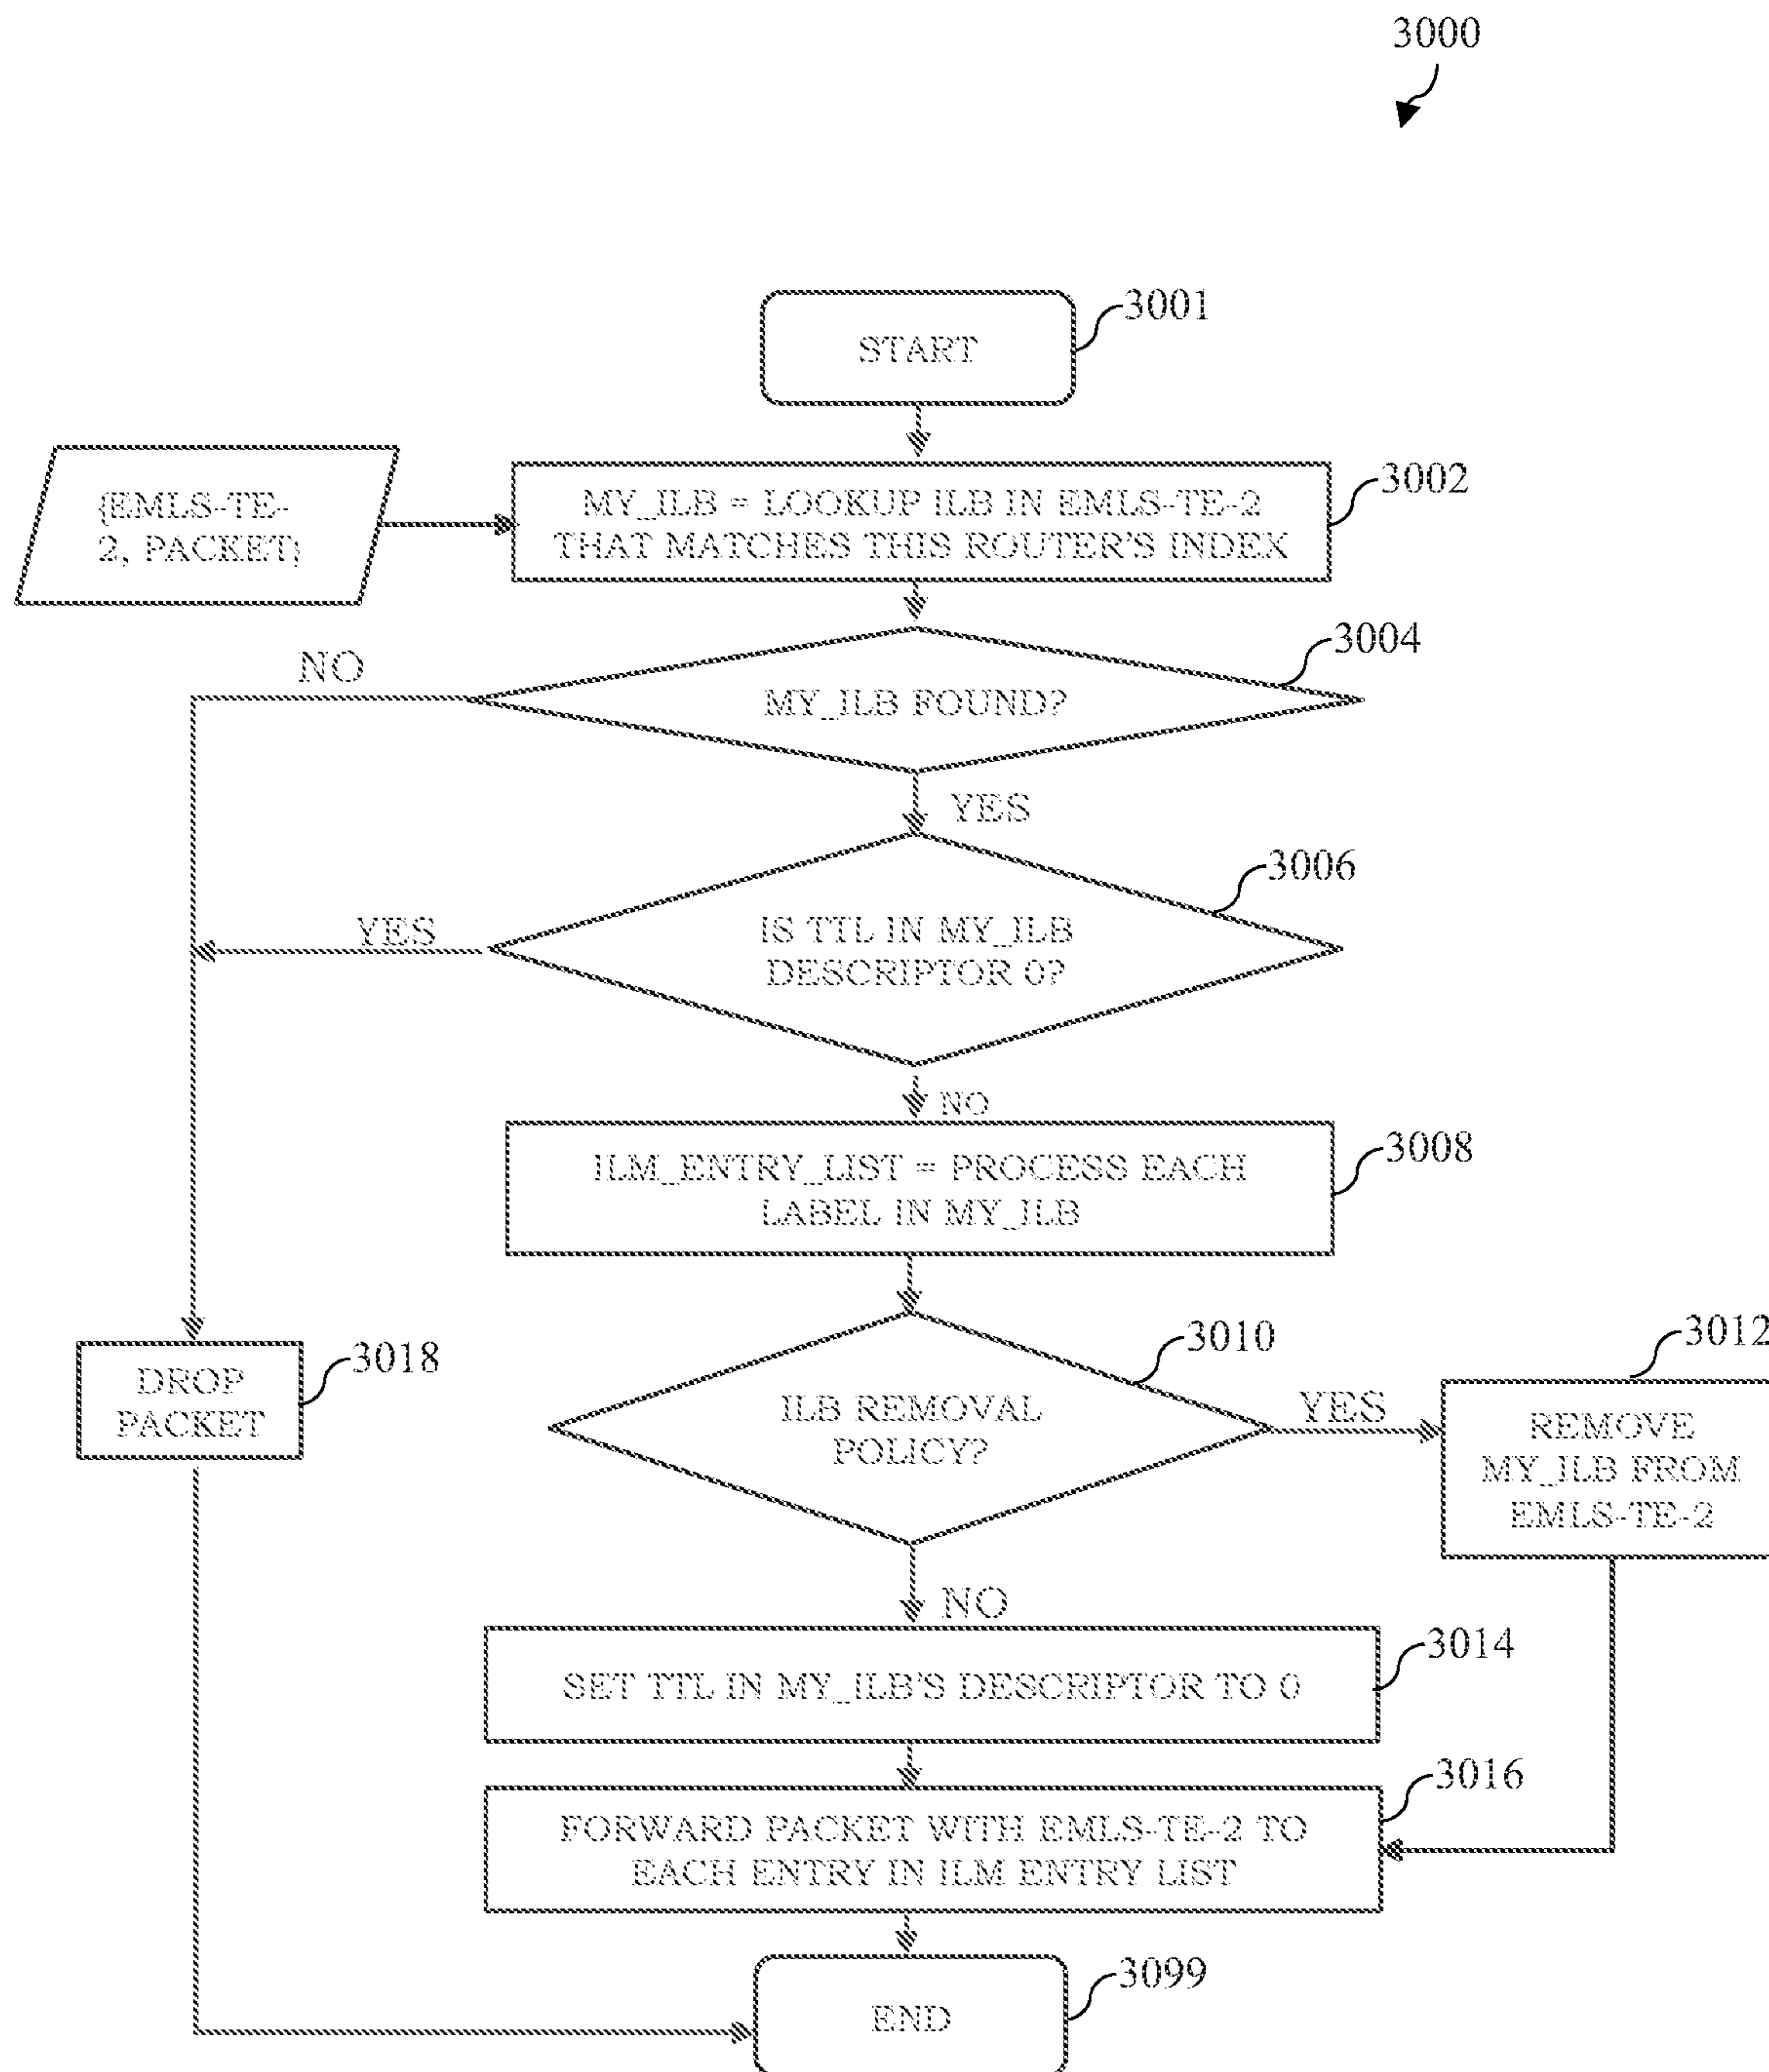 3000
START
3001
{EMLS-TE-
2, PACKET}
MY_ILB = LOOKUP ILB IN EMLS-TE-2
THAT MATCHES THIS ROUTER'S INDEX
3002
NO
MY_ILB FOUND?
3004
YES
YES
IS TTL IN MY_ILB
DESCRIPTOR 0?
3006
NO
ILM_ENTRY_LIST = PROCESS EACH
LABEL IN MY_ILB
3008
DROP
PACKET
3018
ILB REMOVAL
POLICY?
3010
YES
REMOVE
MY_ILB FROM
EMLS-TE-2
3012
NO
SET TTL IN MY_ILB'S DESCRIPTOR TO 0
3014
FORWARD PACKET WITH EMLS-TE-2 TO
EACH ENTRY IN ILM ENTRY LIST
3016
END
3099